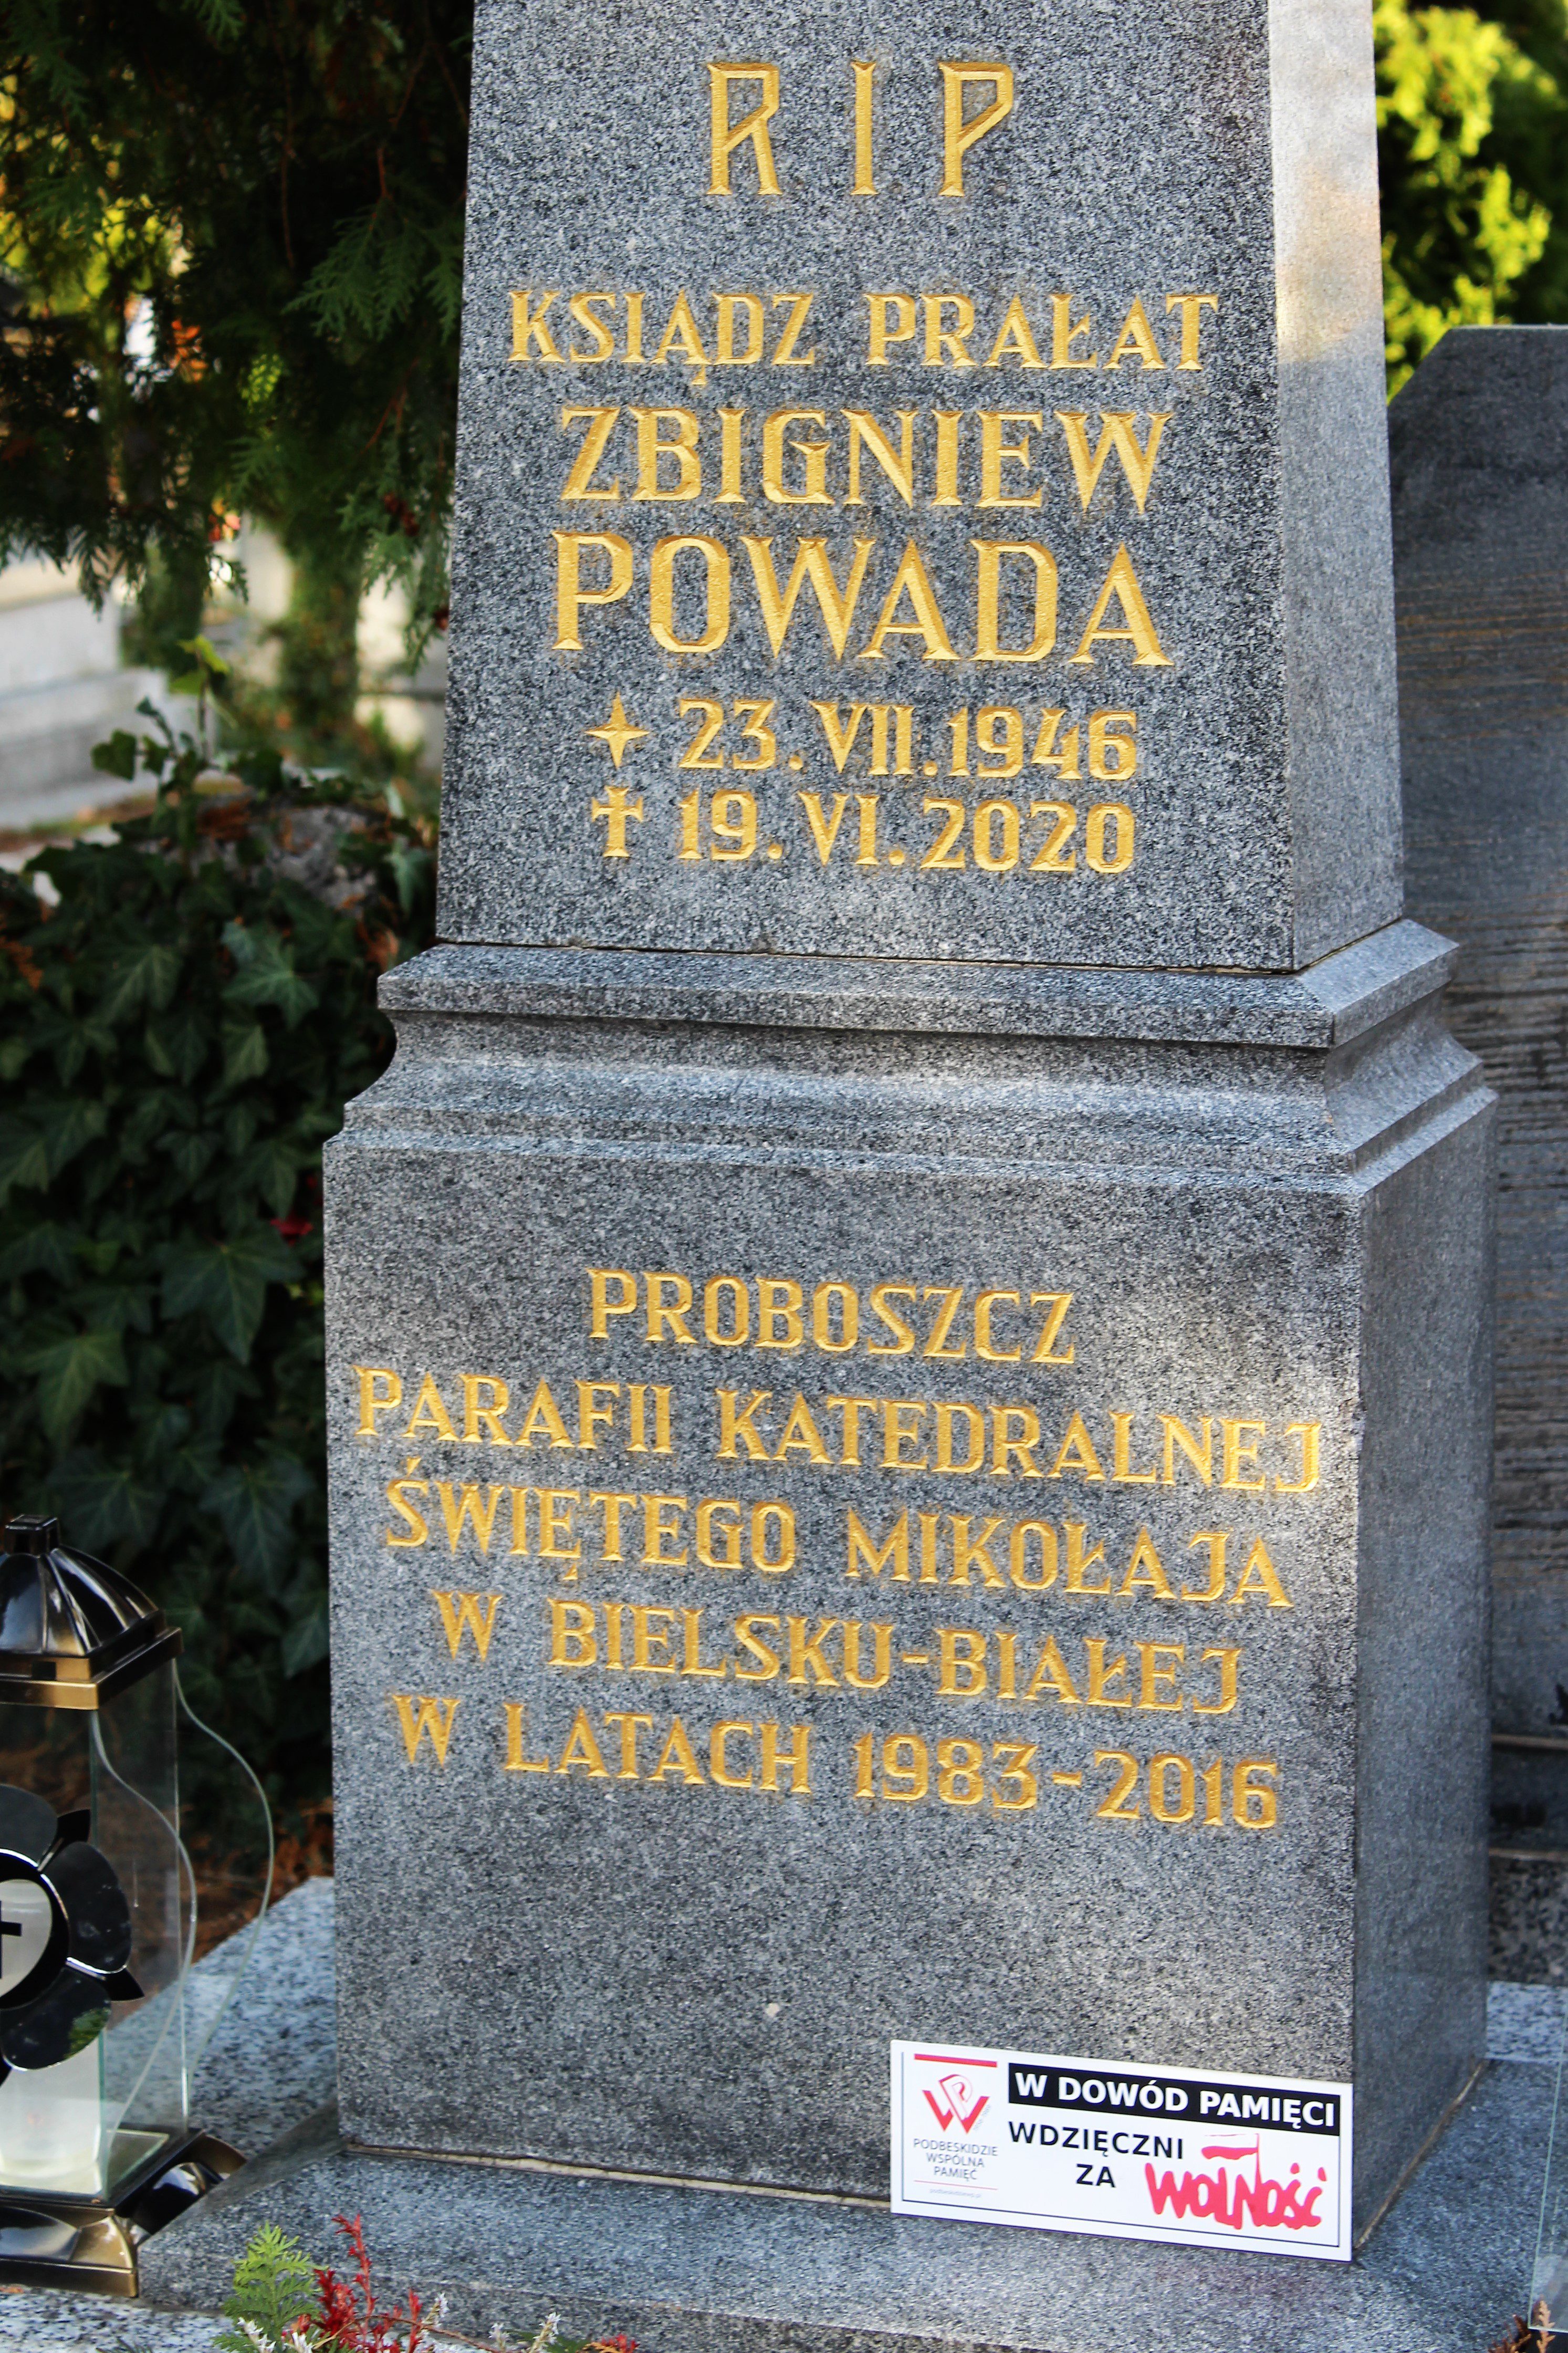 R I P
KSIĄDZ PRAŁAT
ZBIGNIEW
POWADA
23.VII.1946
19.VI.2020
PROBOSZCZ
PARAFII KATEDRALNEJ
ŚWIĘTEGO MIKOŁAJA
W BIELSKU-BIAŁEJ
W LATACH 1983-2016
W DOWÓD PAMIĘCI
WDZIĘCZNI
ZA
WOLNOŚĆ
PODBESKIDZIE
WSPÓLNA
PAMIĘĆ